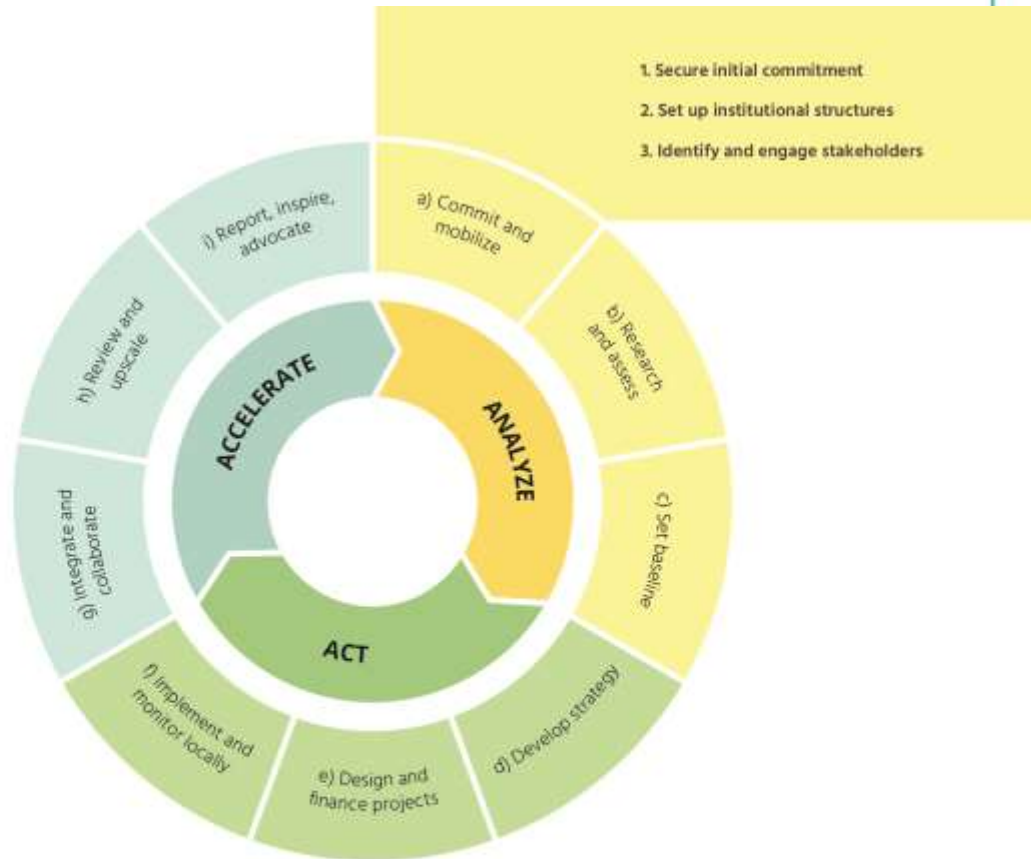 1. Secure initial commitment
2. Set up institutional structures
3. Identify and engage stakeholders
a) Commit and
mobilize
b) Research
and assess
c) Set baseline
d) Develop strategy
e) Design and
finance projects
f) Implement and
monitor locally
g) Integrate and
collaborate
h) Review and
upscale
i) Report, inspire,
advocate
ANALYZE
ACT
ACCELERATE